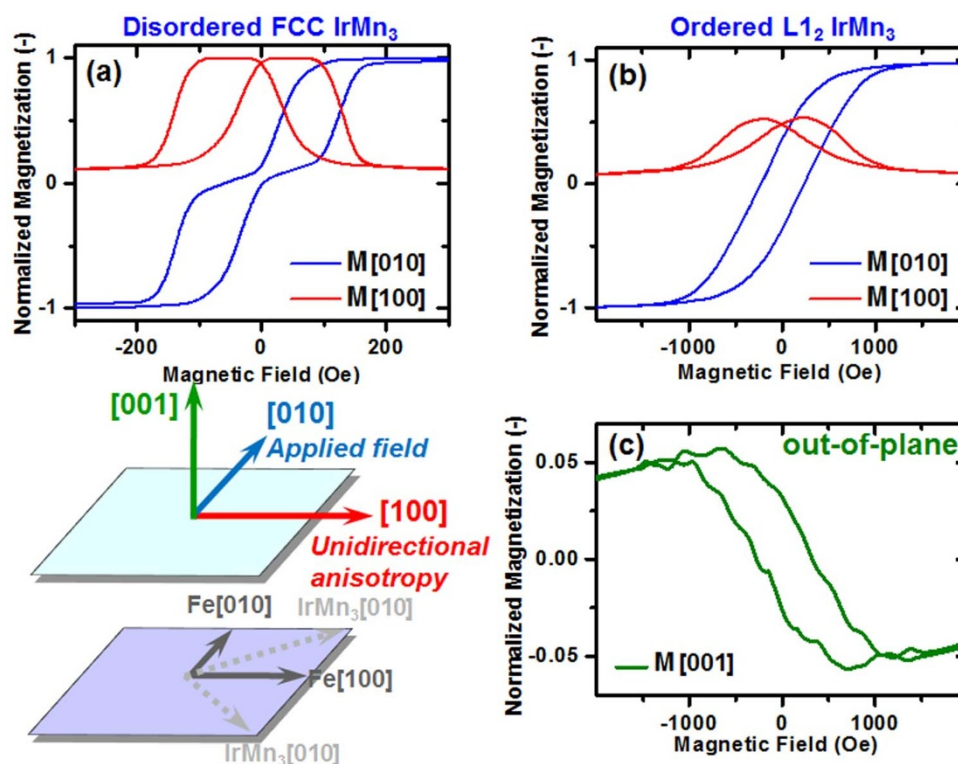 Disordered FCC IrMn₃
(a)
Normalized Magnetization (-)
1
0
-1
M[010]
M[100]
-200 0 200
Magnetic Field (Oe)
Ordered L1₂ IrMn₃
(b)
Normalized Magnetization (-)
1
0
-1
M[010]
M[100]
-1000 0 1000
Magnetic Field (Oe)
[001]
[010]
Applied field
[100]
Unidirectional
anisotropy
Fe[010]
IrMn₃[010]
Fe[100]
IrMn₃[010]
(c)
out-of-plane
Normalized Magnetization (-)
0.05
0.00
-0.05
M[001]
-1000 0 1000
Magnetic Field (Oe)